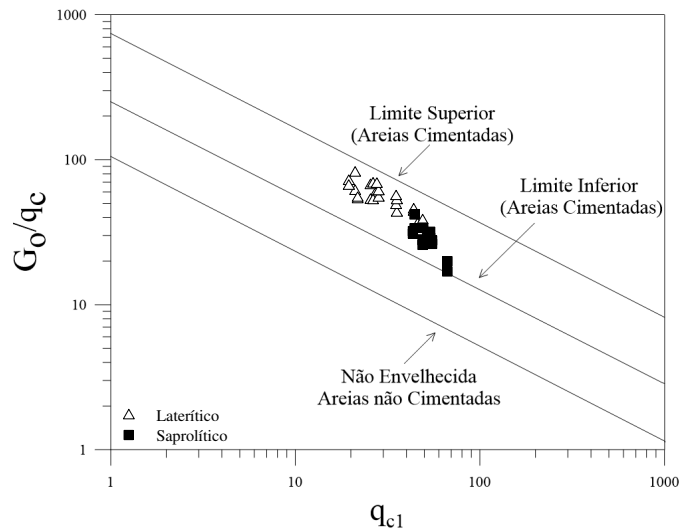 1000
Limite Superior
(Areias Cimentadas)
100
Limite Inferior
(Areias Cimentadas)
Go/qc
10
Não Envelhecida
Areias não Cimentadas
Laterítico
Saprolítico
1
1 10 100 1000
qc1